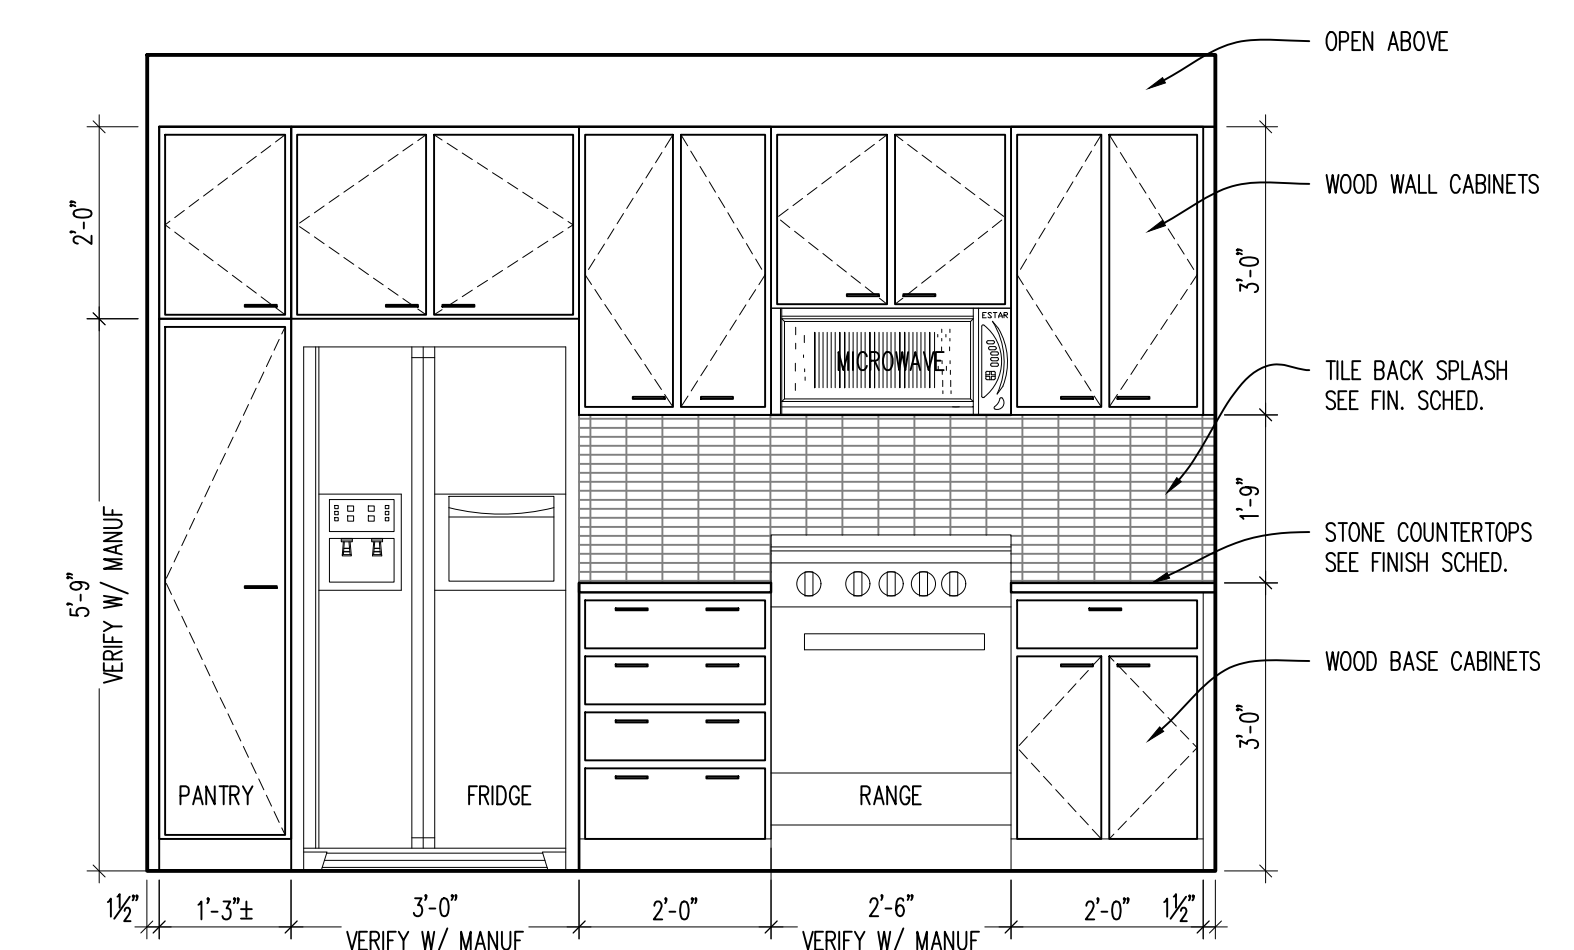 OPEN ABOVE
WOOD WALL CABINETS
2'-0"
3'-0"
ESTAR
MICROWAVE
TILE BACK SPLASH
SEE FIN. SCHED.
1'-9"
STONE COUNTERTOPS
SEE FINISH SCHED.
5'-9"
VERIFY W/ MANUF
WOOD BASE CABINETS
3'-0"
PANTRY
FRIDGE
RANGE
1½"
1'-3"±
3'-0"
VERIFY W/ MANUF
2'-0"
2'-6"
VERIFY W/ MANUF
2'-0"
1½"